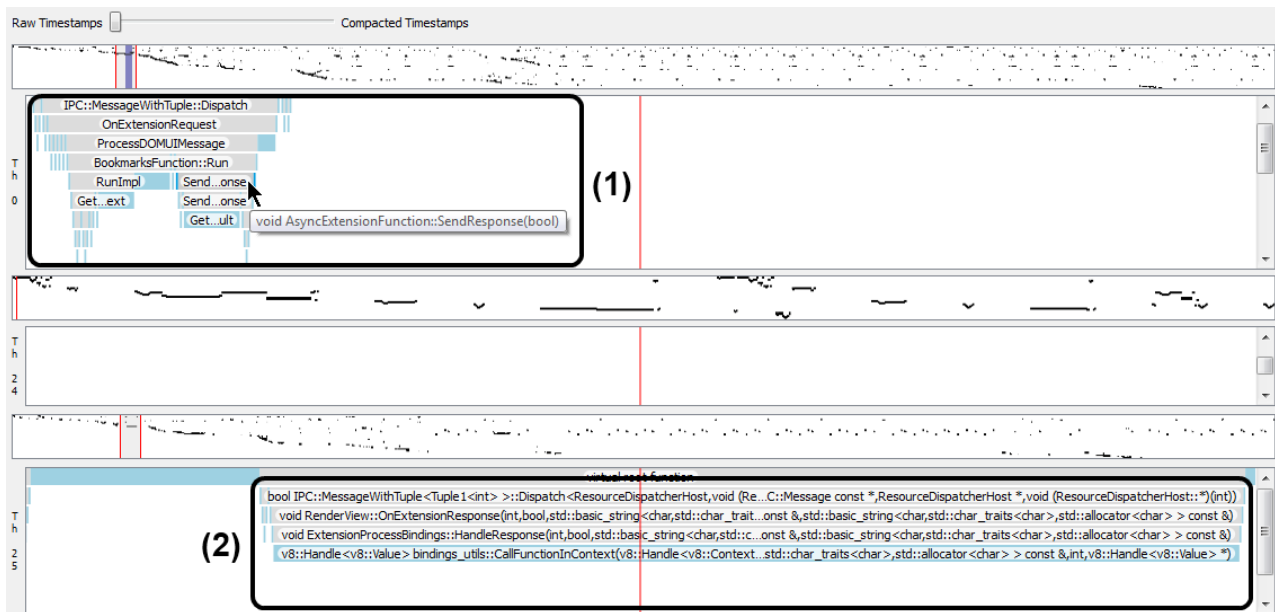 Raw Timestamps Compacted Timestamps
IPC::MessageWithTuple::Dispatch
OnExtensionRequest
ProcessDOMUIMessage
BookmarksFunction::Run
RunImpl Send...onse
Get...ext Send...onse
Get...ult void AsyncExtensionFunction::SendResponse(bool)
(1)
Th 0
Th 24
virtual root function
bool IPC::MessageWithTuple<Tuple1<int> >::Dispatch<ResourceDispatcherHost,void (Re...C::Message const *,ResourceDispatcherHost *,void (ResourceDispatcherHost::*)(int))
void RenderView::OnExtensionResponse(int,bool,std::basic_string<char,std::char_trait...onst &,std::basic_string<char,std::char_traits<char>,std::allocator<char> > const &)
void ExtensionProcessBindings::HandleResponse(int,bool,std::basic_string<char,std::c...onst &,std::basic_string<char,std::char_traits<char>,std::allocator<char> > const &)
v8::Handle<v8::Value> bindings_utils::CallFunctionInContext(v8::Handle<v8::Context...std::char_traits<char>,std::allocator<char> > const &,int,v8::Handle<v8::Value> *)
(2)
Th 25